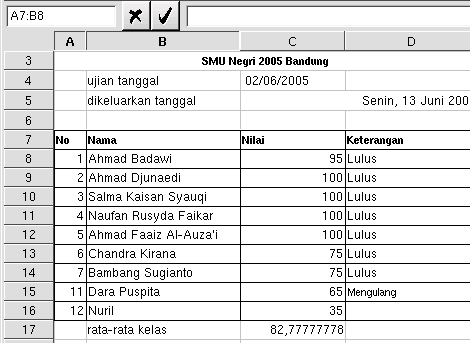 A7:B8
A B C D
3 SMU Negri 2005 Bandung
4 ujian tanggal 02/06/2005
5 dikeluarkan tanggal Senin, 13 Juni 200
6
7 No Nama Nilai Keterangan
8 1 Ahmad Badawi 95 Lulus
9 2 Ahmad Djunaedi 100 Lulus
10 3 Salma Kaisan Syauqi 100 Lulus
11 4 Naufan Rusyda Faikar 100 Lulus
12 5 Ahmad Faaiz Al-Auza'i 100 Lulus
13 6 Chandra Kirana 75 Lulus
14 7 Bambang Sugianto 75 Lulus
15 11 Dara Puspita 65 Mengulang
16 12 Nuril 35
17 rata-rata kelas 82,77777778